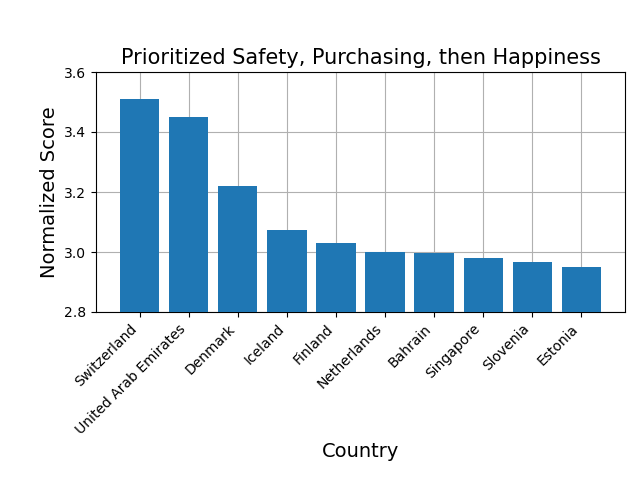 Prioritized Safety, Purchasing, then Happiness
3.6
3.4
3.2
3.0
2.8
Normalized Score
Switzerland
United Arab Emirates
Denmark
Iceland
Finland
Netherlands
Bahrain
Singapore
Slovenia
Estonia
Country